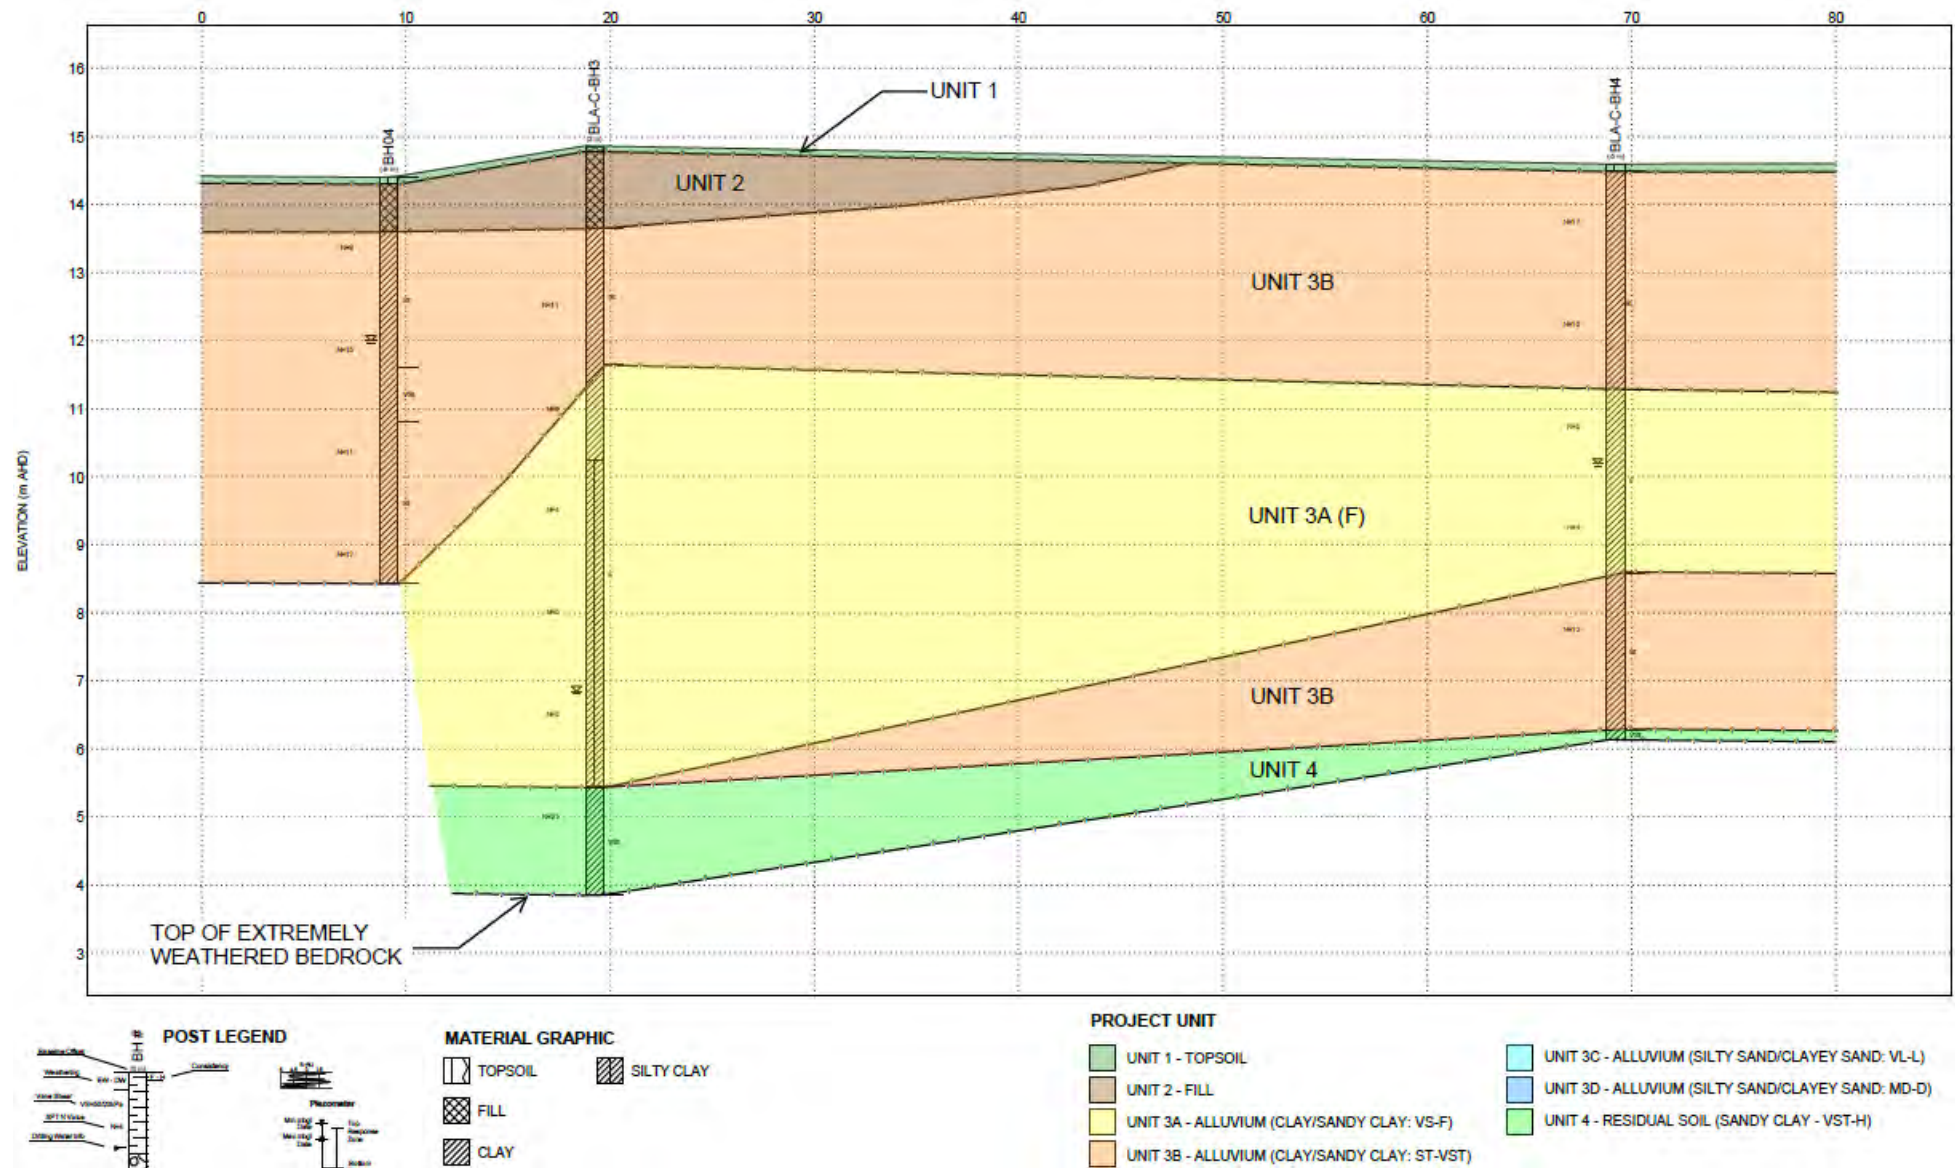 0 10 20 30 40 50 60 70 80
16
15
14
13
12
11
10
9
8
7
6
5
4
3
ELEVATION (m AHD)
BH04
BLA-C-BH3
BLA-C-BH4
UNIT 1
UNIT 2
UNIT 3B
UNIT 3A (F)
UNIT 3B
UNIT 4
TOP OF EXTREMELY
WEATHERED BEDROCK
POST LEGEND
BH #
Consistency
Weathering
SPT N Value
Piezometer
MATERIAL GRAPHIC
TOPSOIL
SILTY CLAY
FILL
CLAY
PROJECT UNIT
UNIT 1 - TOPSOIL
UNIT 2 - FILL
UNIT 3A - ALLUVIUM (CLAY/SANDY CLAY: VS-F)
UNIT 3B - ALLUVIUM (CLAY/SANDY CLAY: ST-VST)
UNIT 3C - ALLUVIUM (SILTY SAND/CLAYEY SAND: VL-L)
UNIT 3D - ALLUVIUM (SILTY SAND/CLAYEY SAND: MD-D)
UNIT 4 - RESIDUAL SOIL (SANDY CLAY - VST-H)